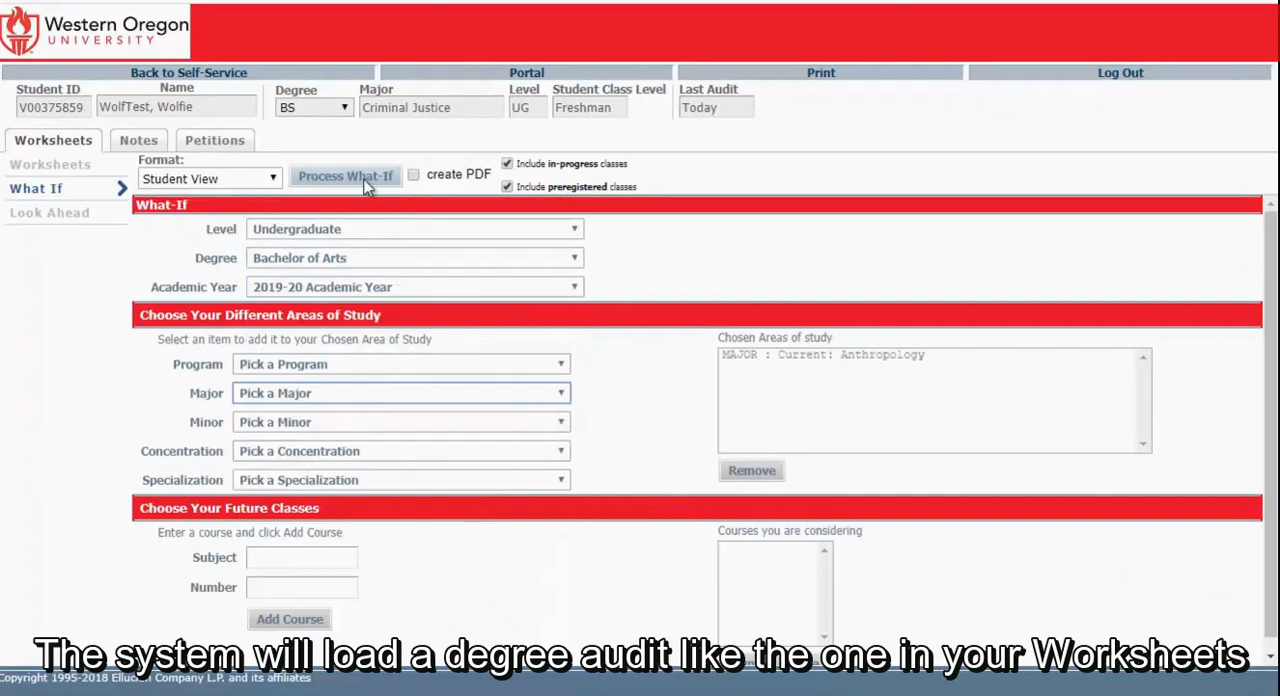 Western Oregon
UNIVERSITY
Back to Self-Service Portal Print Log Out
Student ID Name Degree Major Level Student Class Level Last Audit
V00375859 WolfTest, Wolfie BS Criminal Justice UG Freshman Today
Worksheets Notes Petitions
Worksheets Format: Include in-progress classes
What If Student View Process What-If create PDF Include preregistered classes
Look Ahead
What-If
Level Undergraduate
Degree Bachelor of Arts
Academic Year 2019-20 Academic Year
Choose Your Different Areas of Study
Select an item to add it to your Chosen Area of Study Chosen Areas of study
MAJOR : Current: Anthropology
Program Pick a Program
Major Pick a Major
Minor Pick a Minor
Concentration Pick a Concentration
Remove
Specialization Pick a Specialization
Choose Your Future Classes
Enter a course and click Add Course Courses you are considering
Subject
Number
Add Course
The system will load a degree audit like the one in your Worksheets
Copyright 1995-2018 Ellucian Company L.P. and its affiliates